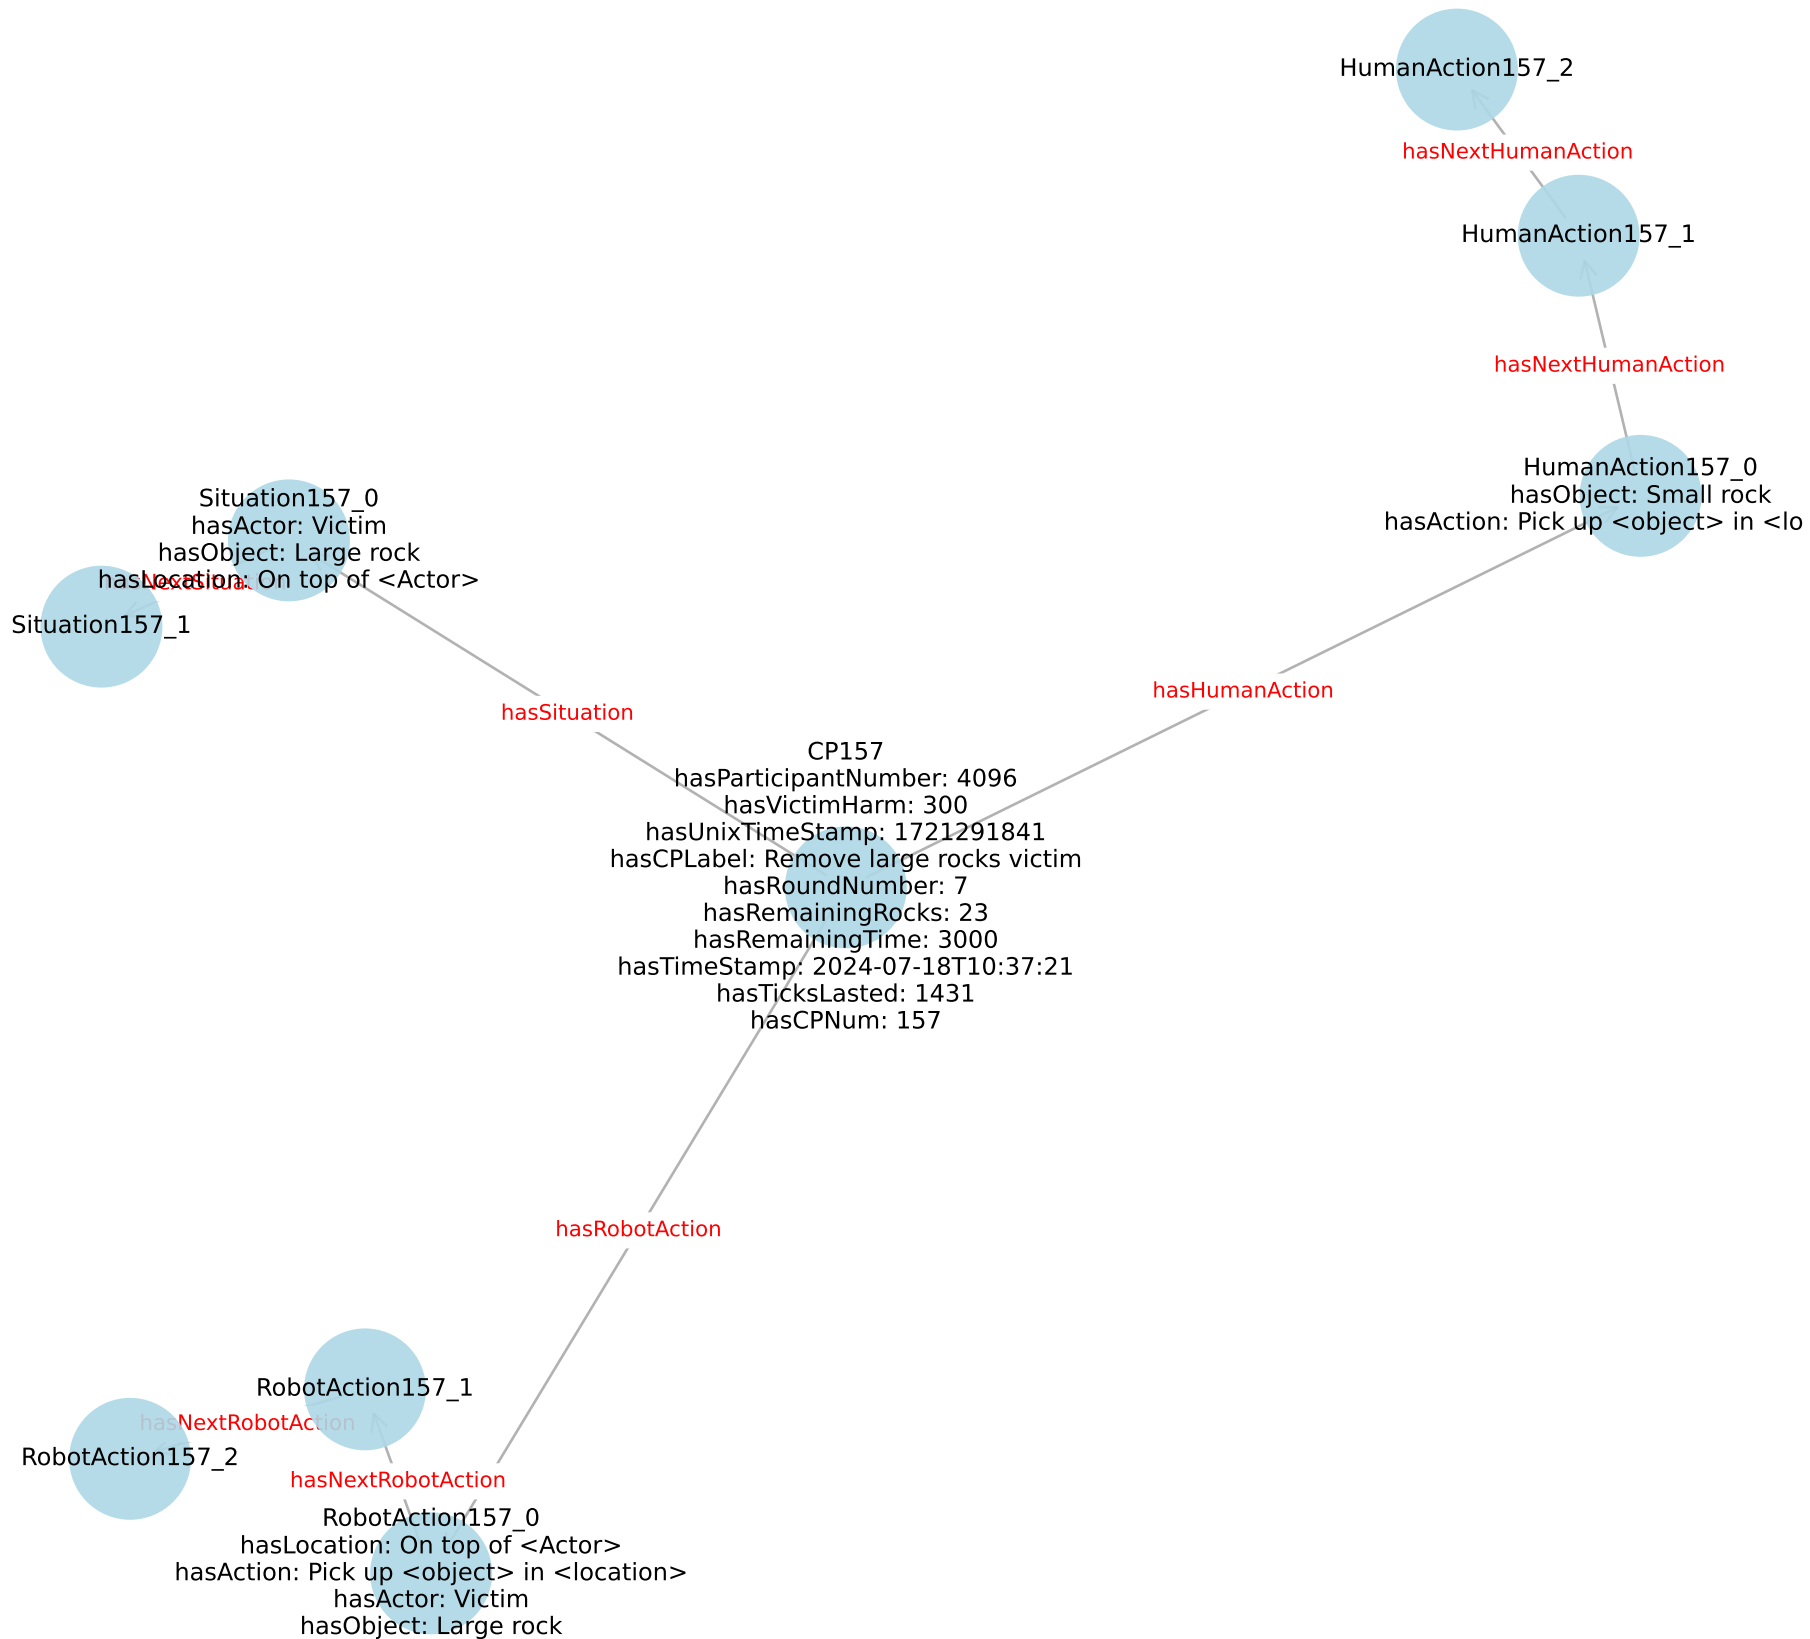 HumanAction157_2
hasNextHumanAction
HumanAction157_1
hasNextHumanAction
HumanAction157_0
hasObject: Small rock
hasAction: Pick up <object> in <lo
Situation157_0
hasActor: Victim
hasObject: Large rock
hasLocation: On top of <Actor>
Situation157_1
hasSituation
hasHumanAction
CP157
hasParticipantNumber: 4096
hasVictimHarm: 300
hasUnixTimeStamp: 1721291841
hasCPLabel: Remove large rocks victim
hasRoundNumber: 7
hasRemainingRocks: 23
hasRemainingTime: 3000
hasTimeStamp: 2024-07-18T10:37:21
hasTicksLasted: 1431
hasCPNum: 157
hasRobotAction
RobotAction157_1
hasNextRobotAction
RobotAction157_2
hasNextRobotAction
RobotAction157_0
hasLocation: On top of <Actor>
hasAction: Pick up <object> in <location>
hasActor: Victim
hasObject: Large rock